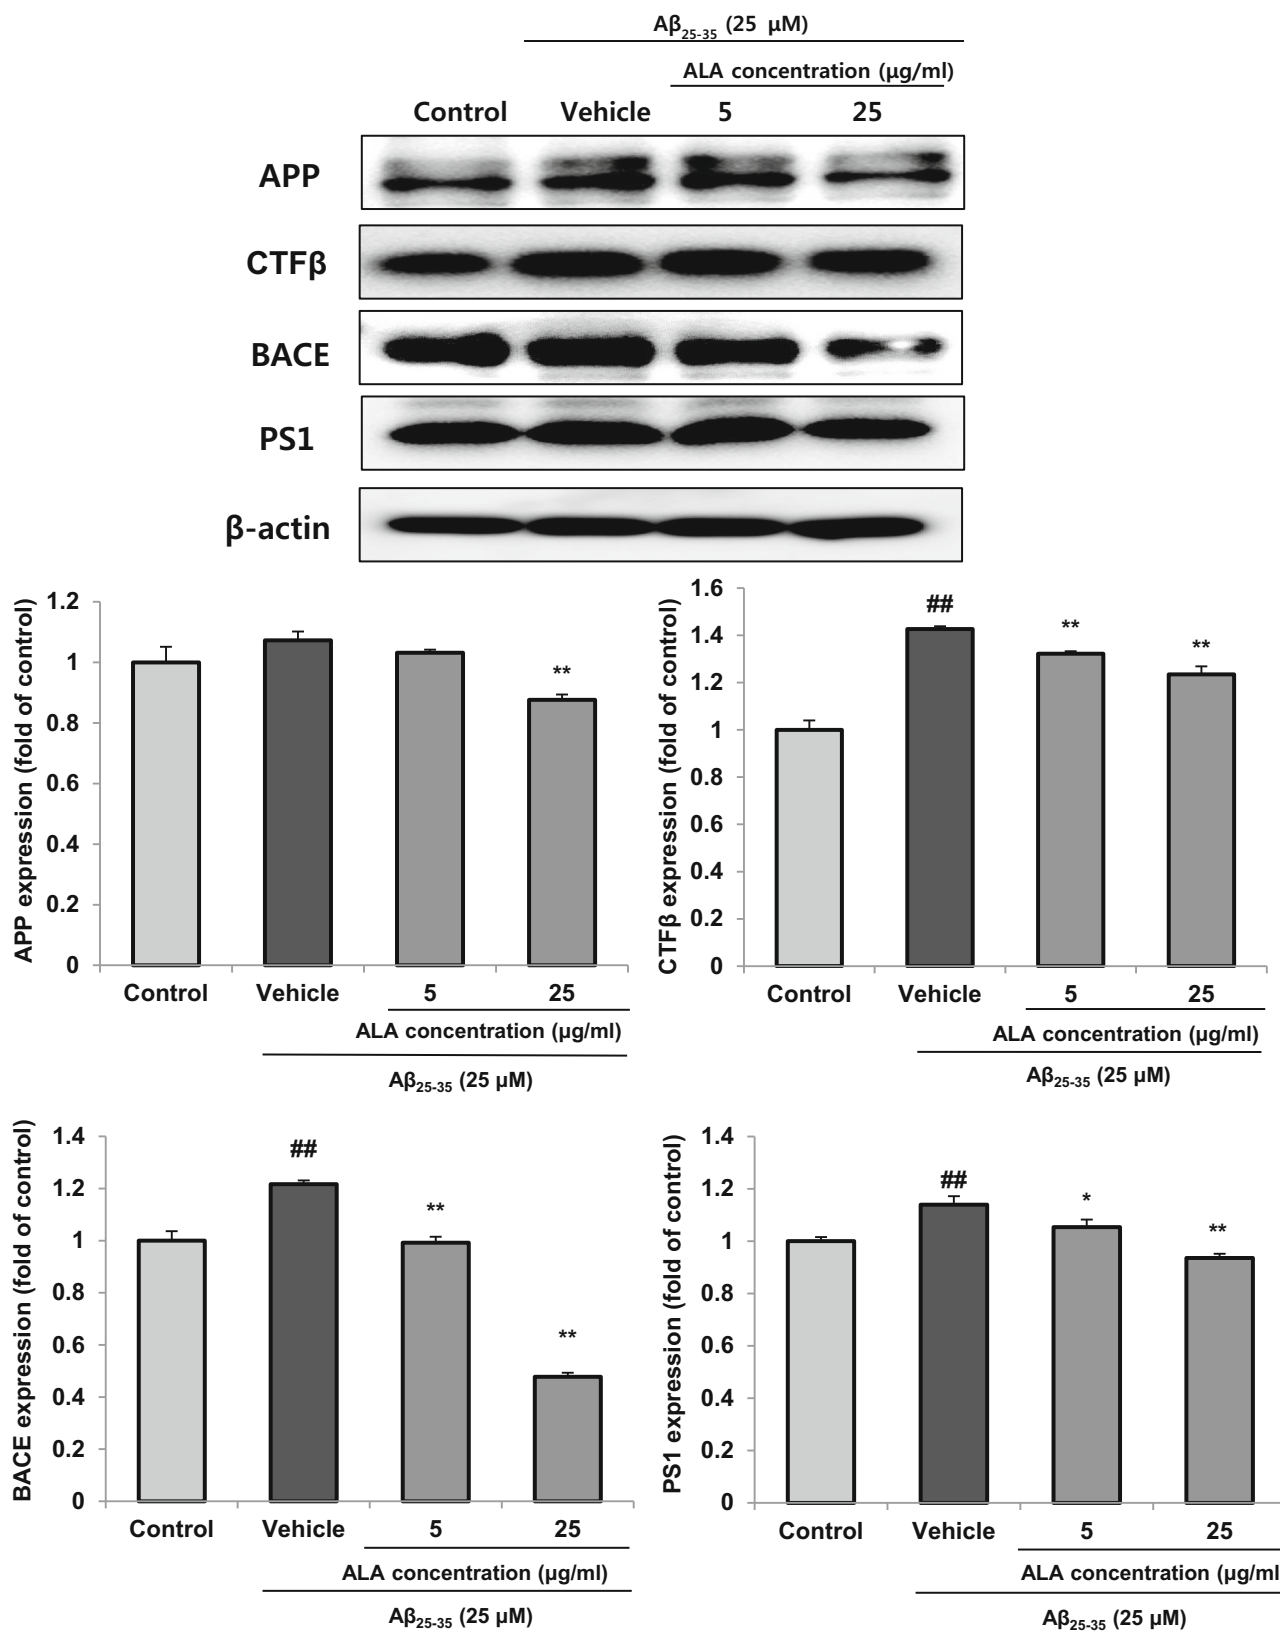 Aβ25-35 (25 μM)
ALA concentration (μg/ml)
Control Vehicle 5 25
APP
CTFβ
BACE
PS1
β-actin
APP expression (fold of control)
1.2
1
0.8
0.6
0.4
0.2
0
**
Control Vehicle 5 25
ALA concentration (μg/ml)
Aβ25-35 (25 μM)
CTFβ expression (fold of control)
1.6
1.4
1.2
1
0.8
0.6
0.4
0.2
0
##
**
**
Control Vehicle 5 25
ALA concentration (μg/ml)
Aβ25-35 (25 μM)
BACE expression (fold of control)
1.4
1.2
1
0.8
0.6
0.4
0.2
0
##
**
**
Control Vehicle 5 25
ALA concentration (μg/ml)
Aβ25-35 (25 μM)
PS1 expression (fold of control)
1.4
1.2
1
0.8
0.6
0.4
0.2
0
##
*
**
Control Vehicle 5 25
ALA concentration (μg/ml
Aβ25-35 (25 μM)